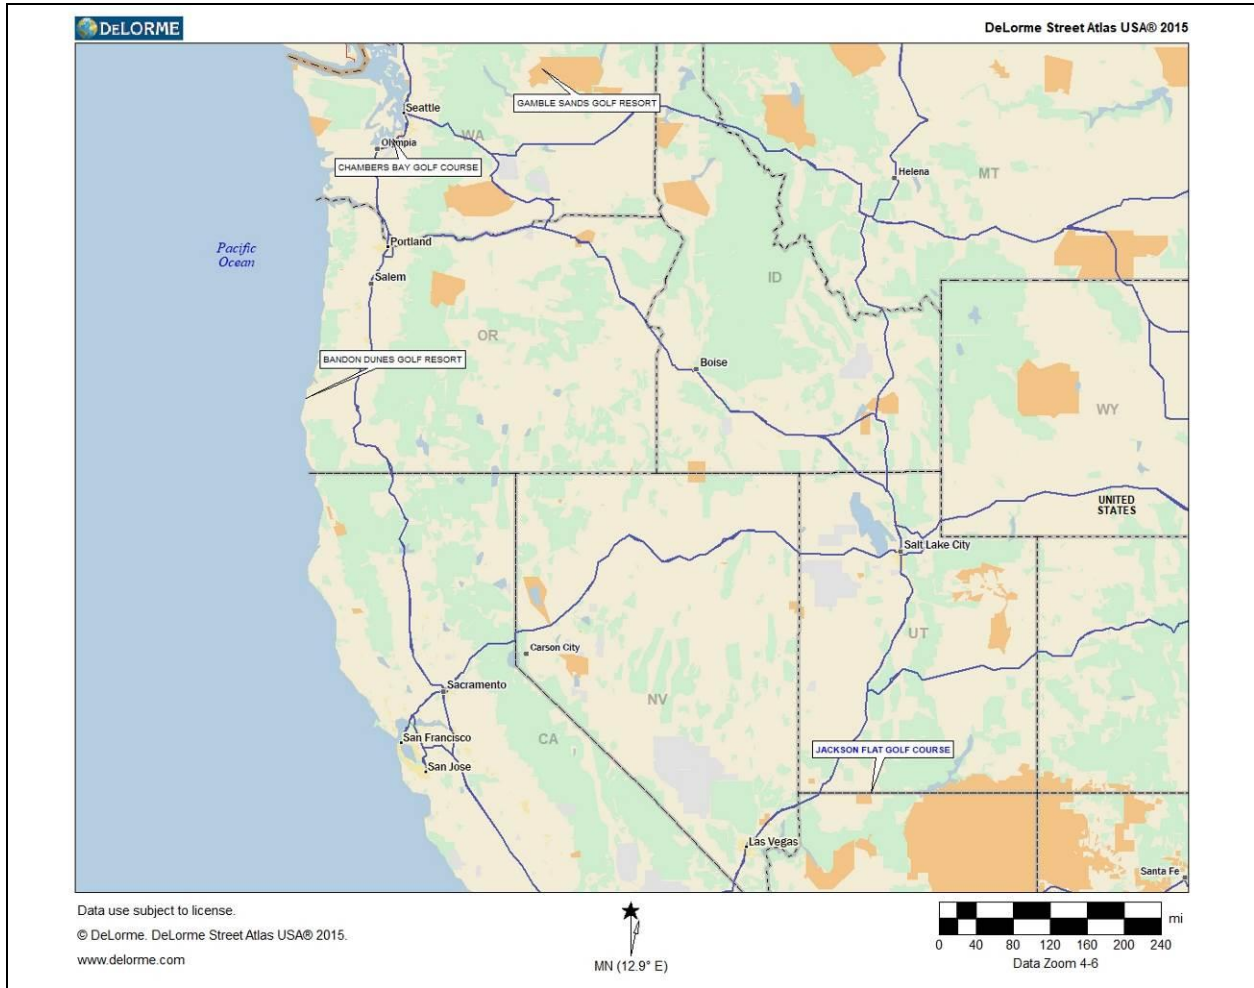 DELORME
DeLorme Street Atlas USA® 2015
GAMBLE SANDS GOLF RESORT
Seattle
WA
Olympia
CHAMBERS BAY GOLF COURSE
Helena
MT
Pacific
Ocean
Portland
Salem
ID
OR
BANDON DUNES GOLF RESORT
Boise
WY
UNITED
STATES
Salt Lake City
UT
Carson City
Sacramento
NV
San Francisco
CA
JACKSON FLAT GOLF COURSE
San Jose
Las Vegas
Santa Fe
Data use subject to license.
© DeLorme. DeLorme Street Atlas USA® 2015.
www.delorme.com
MN (12.9° E)
mi
0 40 80 120 160 200 240
Data Zoom 4-6